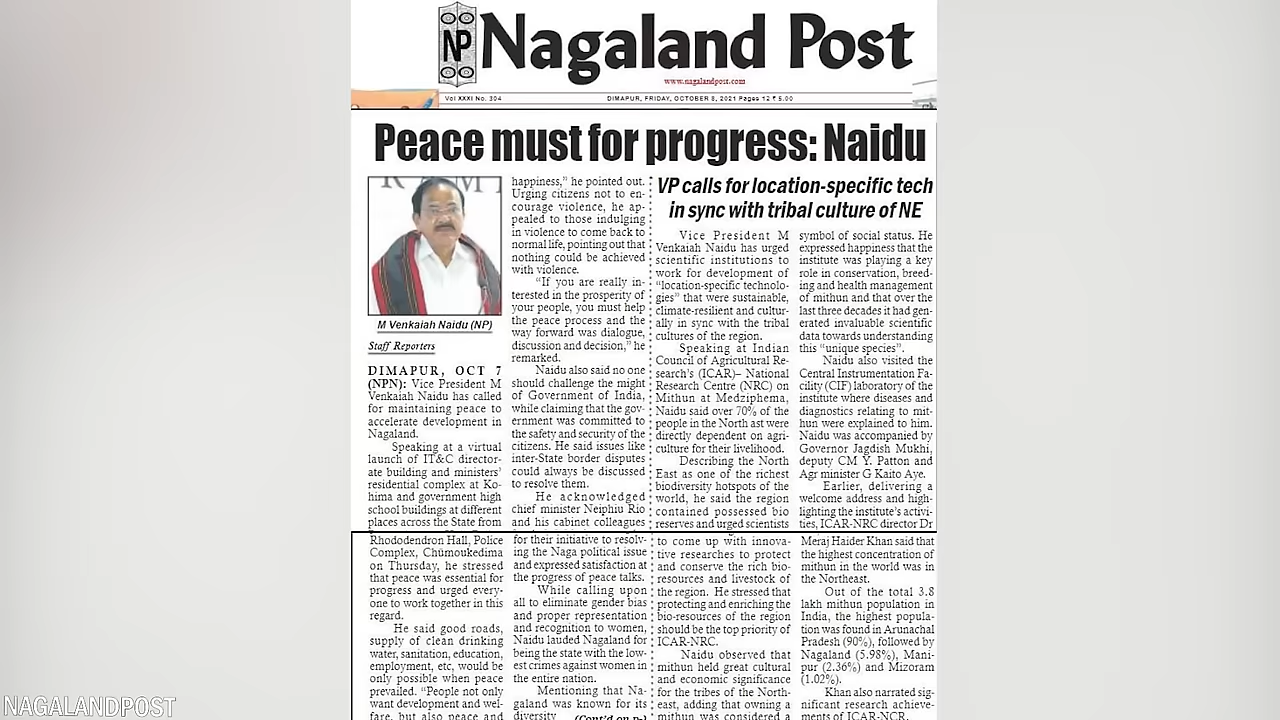 NP Nagaland Post
www.nagalandpost.com
Vol XXXI No. 304
DIMAPUR, FRIDAY, OCTOBER 8, 2021 Pages 12 ₹ 5.00
Peace must for progress: Naidu
M Venkaiah Naidu (NP)
Staff Reporters
DIMAPUR, OCT 7
(NPN): Vice President M
Venkaiah Naidu has called
for maintaining peace to
accelerate development in
Nagaland.
Speaking at a virtual
launch of IT&C director-
ate building and ministers'
residential complex at Ko-
hima and government high
school buildings at different
places across the State from
Rhododendron Hall, Police
Complex, Chümoukedima
on Thursday, he stressed
that peace was essential for
progress and urged every-
one to work together in this
regard.
He said good roads,
supply of clean drinking
water, sanitation, education,
employment, etc, would be
only possible when peace
prevailed. “People not only
want development and wel-
fare, but also peace and
happiness,” he pointed out.
Urging citizens not to en-
courage violence, he ap-
pealed to those indulging
in violence to come back to
normal life, pointing out that
nothing could be achieved
with violence.
“If you are really in-
terested in the prosperity of
your people, you must help
the peace process and the
way forward was dialogue,
discussion and decision,” he
remarked.
Naidu also said no one
should challenge the might
of Government of India,
while claiming that the gov-
ernment was committed to
the safety and security of the
citizens. He said issues like
inter-State border disputes
could always be discussed
to resolve them.
He acknowledged
chief minister Neiphiu Rio
and his cabinet colleagues
for their initiative to resolv-
ing the Naga political issue
and expressed satisfaction at
the progress of peace talks.
While calling upon
all to eliminate gender bias
and proper representation
and recognition to women,
Naidu lauded Nagaland for
being the state with the low-
est crimes against women in
the entire nation.
Mentioning that Na-
galand was known for its
diversity (Cont'd on p-)
VP calls for location-specific tech
in sync with tribal culture of NE
Vice President M
Venkaiah Naidu has urged
scientific institutions to
work for development of
“location-specific technolo-
gies” that were sustainable,
climate-resilient and cultur-
ally in sync with the tribal
cultures of the region.
Speaking at Indian
Council of Agricultural Re-
search's (ICAR)– National
Research Centre (NRC) on
Mithun at Medziphema,
Naidu said over 70% of the
people in the North ast were
directly dependent on agri-
culture for their livelihood.
Describing the North
East as one of the richest
biodiversity hotspots of the
world, he said the region
contained possessed bio
reserves and urged scientists
to come up with innova-
tive researches to protect
and conserve the rich bio-
resources and livestock of
the region. He stressed that
protecting and enriching the
bio-resources of the region
should be the top priority of
ICAR-NRC.
Naidu observed that
mithun held great cultural
and economic significance
for the tribes of the North-
east, adding that owning a
mithun was considered a
symbol of social status. He
expressed happiness that the
institute was playing a key
role in conservation, breed-
ing and health management
of mithun and that over the
last three decades it had gen-
erated invaluable scientific
data towards understanding
this “unique species”.
Naidu also visited the
Central Instrumentation Fa-
cility (CIF) laboratory of the
institute where diseases and
diagnostics relating to mit-
hun were explained to him.
Naidu was accompanied by
Governor Jagdish Mukhi,
deputy CM Y. Patton and
Agr minister G Kaito Aye.
Earlier, delivering a
welcome address and high-
lighting the institute's activi-
ties, ICAR-NRC director Dr
Meraj Haider Khan said that
the highest concentration of
mithun in the world was in
the Northeast.
Out of the total 3.8
lakh mithun population in
India, the highest popula-
tion was found in Arunachal
Pradesh (90%), followed by
Nagaland (5.98%), Mani-
pur (2.36%) and Mizoram
(1.02%).
Khan also narrated sig-
nificant research achieve-
ments of ICAR-NCR.
NAGALANDPOST